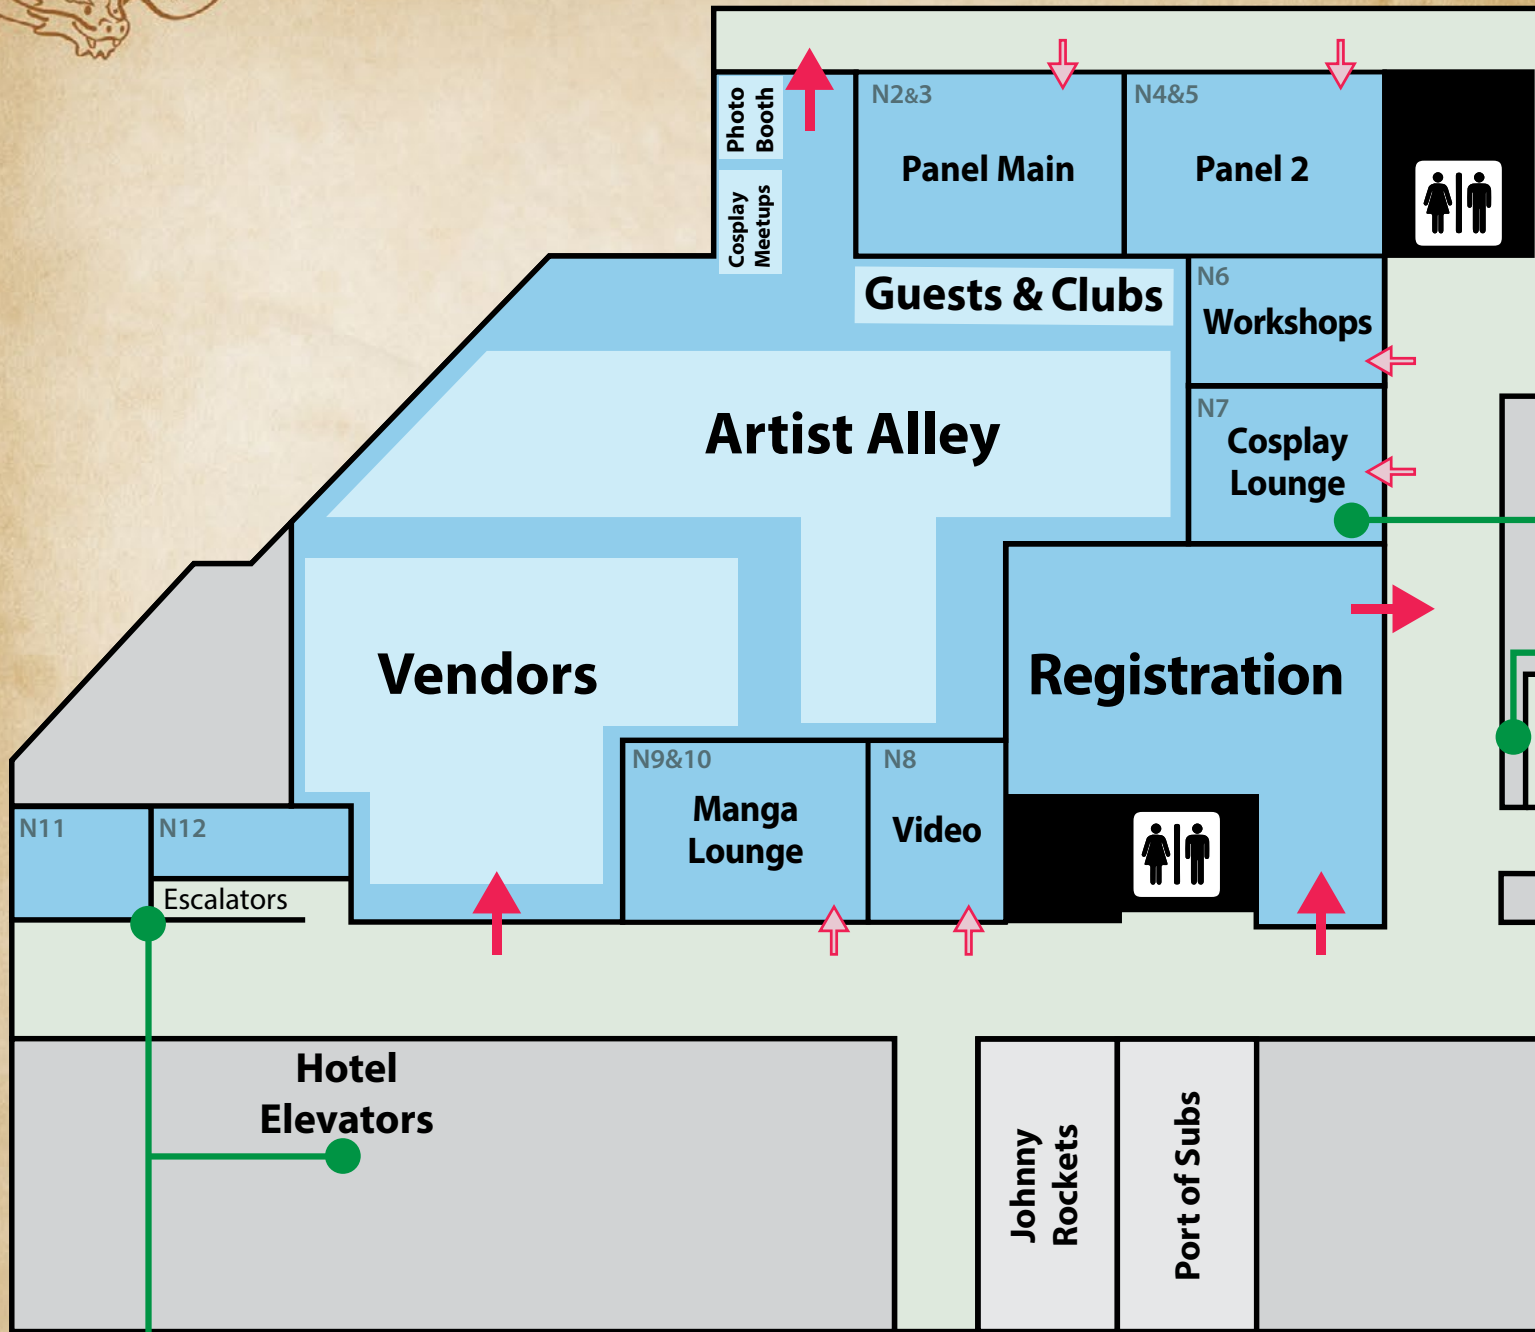 Photo
Booth
Cosplay
Meetups
N2&3
Panel Main
N4&5
Panel 2
Guests & Clubs
N6
Workshops
Artist Alley
N7
Cosplay
Lounge
Vendors
Registration
N9&10
Manga
Lounge
N8
Video
N11
N12
Escalators
Hotel
Elevators
Johnny
Rockets
Port of Subs